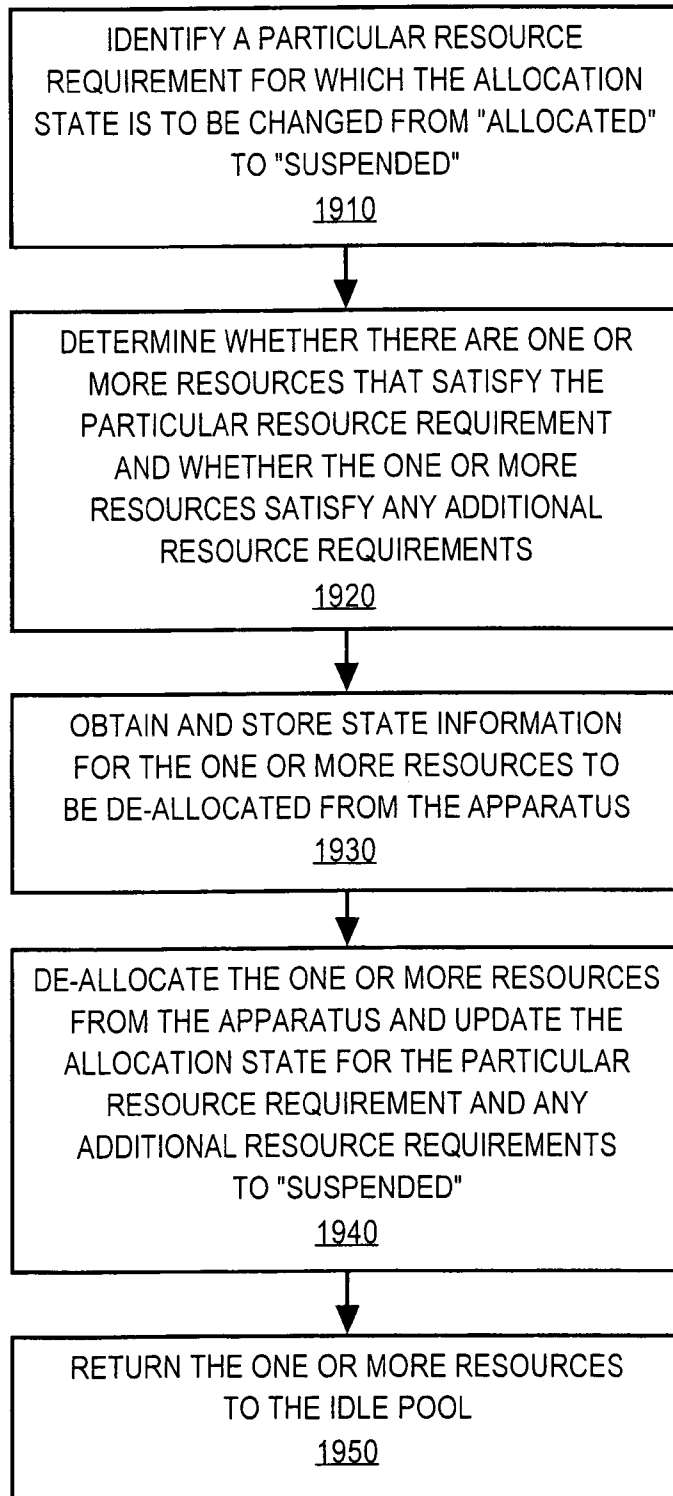 IDENTIFY A PARTICULAR RESOURCE
REQUIREMENT FOR WHICH THE ALLOCATION
STATE IS TO BE CHANGED FROM "ALLOCATED"
TO "SUSPENDED"
1910
DETERMINE WHETHER THERE ARE ONE OR
MORE RESOURCES THAT SATISFY THE
PARTICULAR RESOURCE REQUIREMENT
AND WHETHER THE ONE OR MORE
RESOURCES SATISFY ANY ADDITIONAL
RESOURCE REQUIREMENTS
1920
OBTAIN AND STORE STATE INFORMATION
FOR THE ONE OR MORE RESOURCES TO
BE DE-ALLOCATED FROM THE APPARATUS
1930
DE-ALLOCATE THE ONE OR MORE RESOURCES
FROM THE APPARATUS AND UPDATE THE
ALLOCATION STATE FOR THE PARTICULAR
RESOURCE REQUIREMENT AND ANY
ADDITIONAL RESOURCE REQUIREMENTS
TO "SUSPENDED"
1940
RETURN THE ONE OR MORE RESOURCES
TO THE IDLE POOL
1950